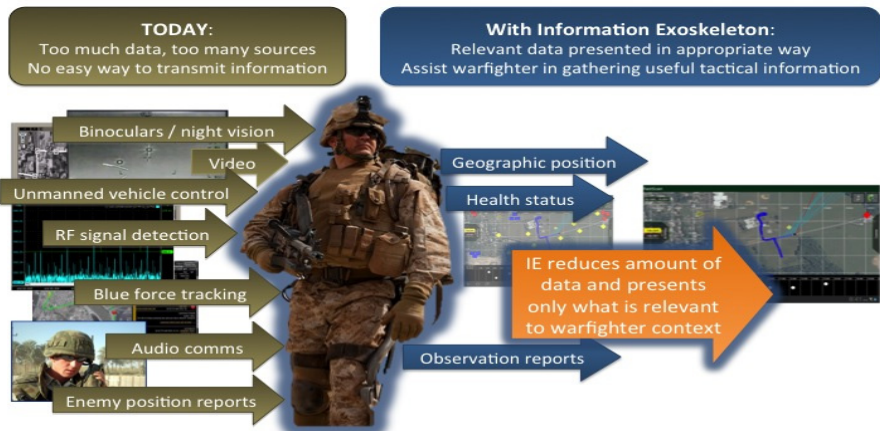 TODAY:
Too much data, too many sources
No easy way to transmit information
With Information Exoskeleton:
Relevant data presented in appropriate way
Assist warfighter in gathering useful tactical information
Binoculars / night vision
Video
Unmanned vehicle control
RF signal detection
Blue force tracking
Audio comms
Enemy position reports
Geographic position
Health status
Observation reports
IE reduces amount of
data and presents
only what is relevant
to warfighter context